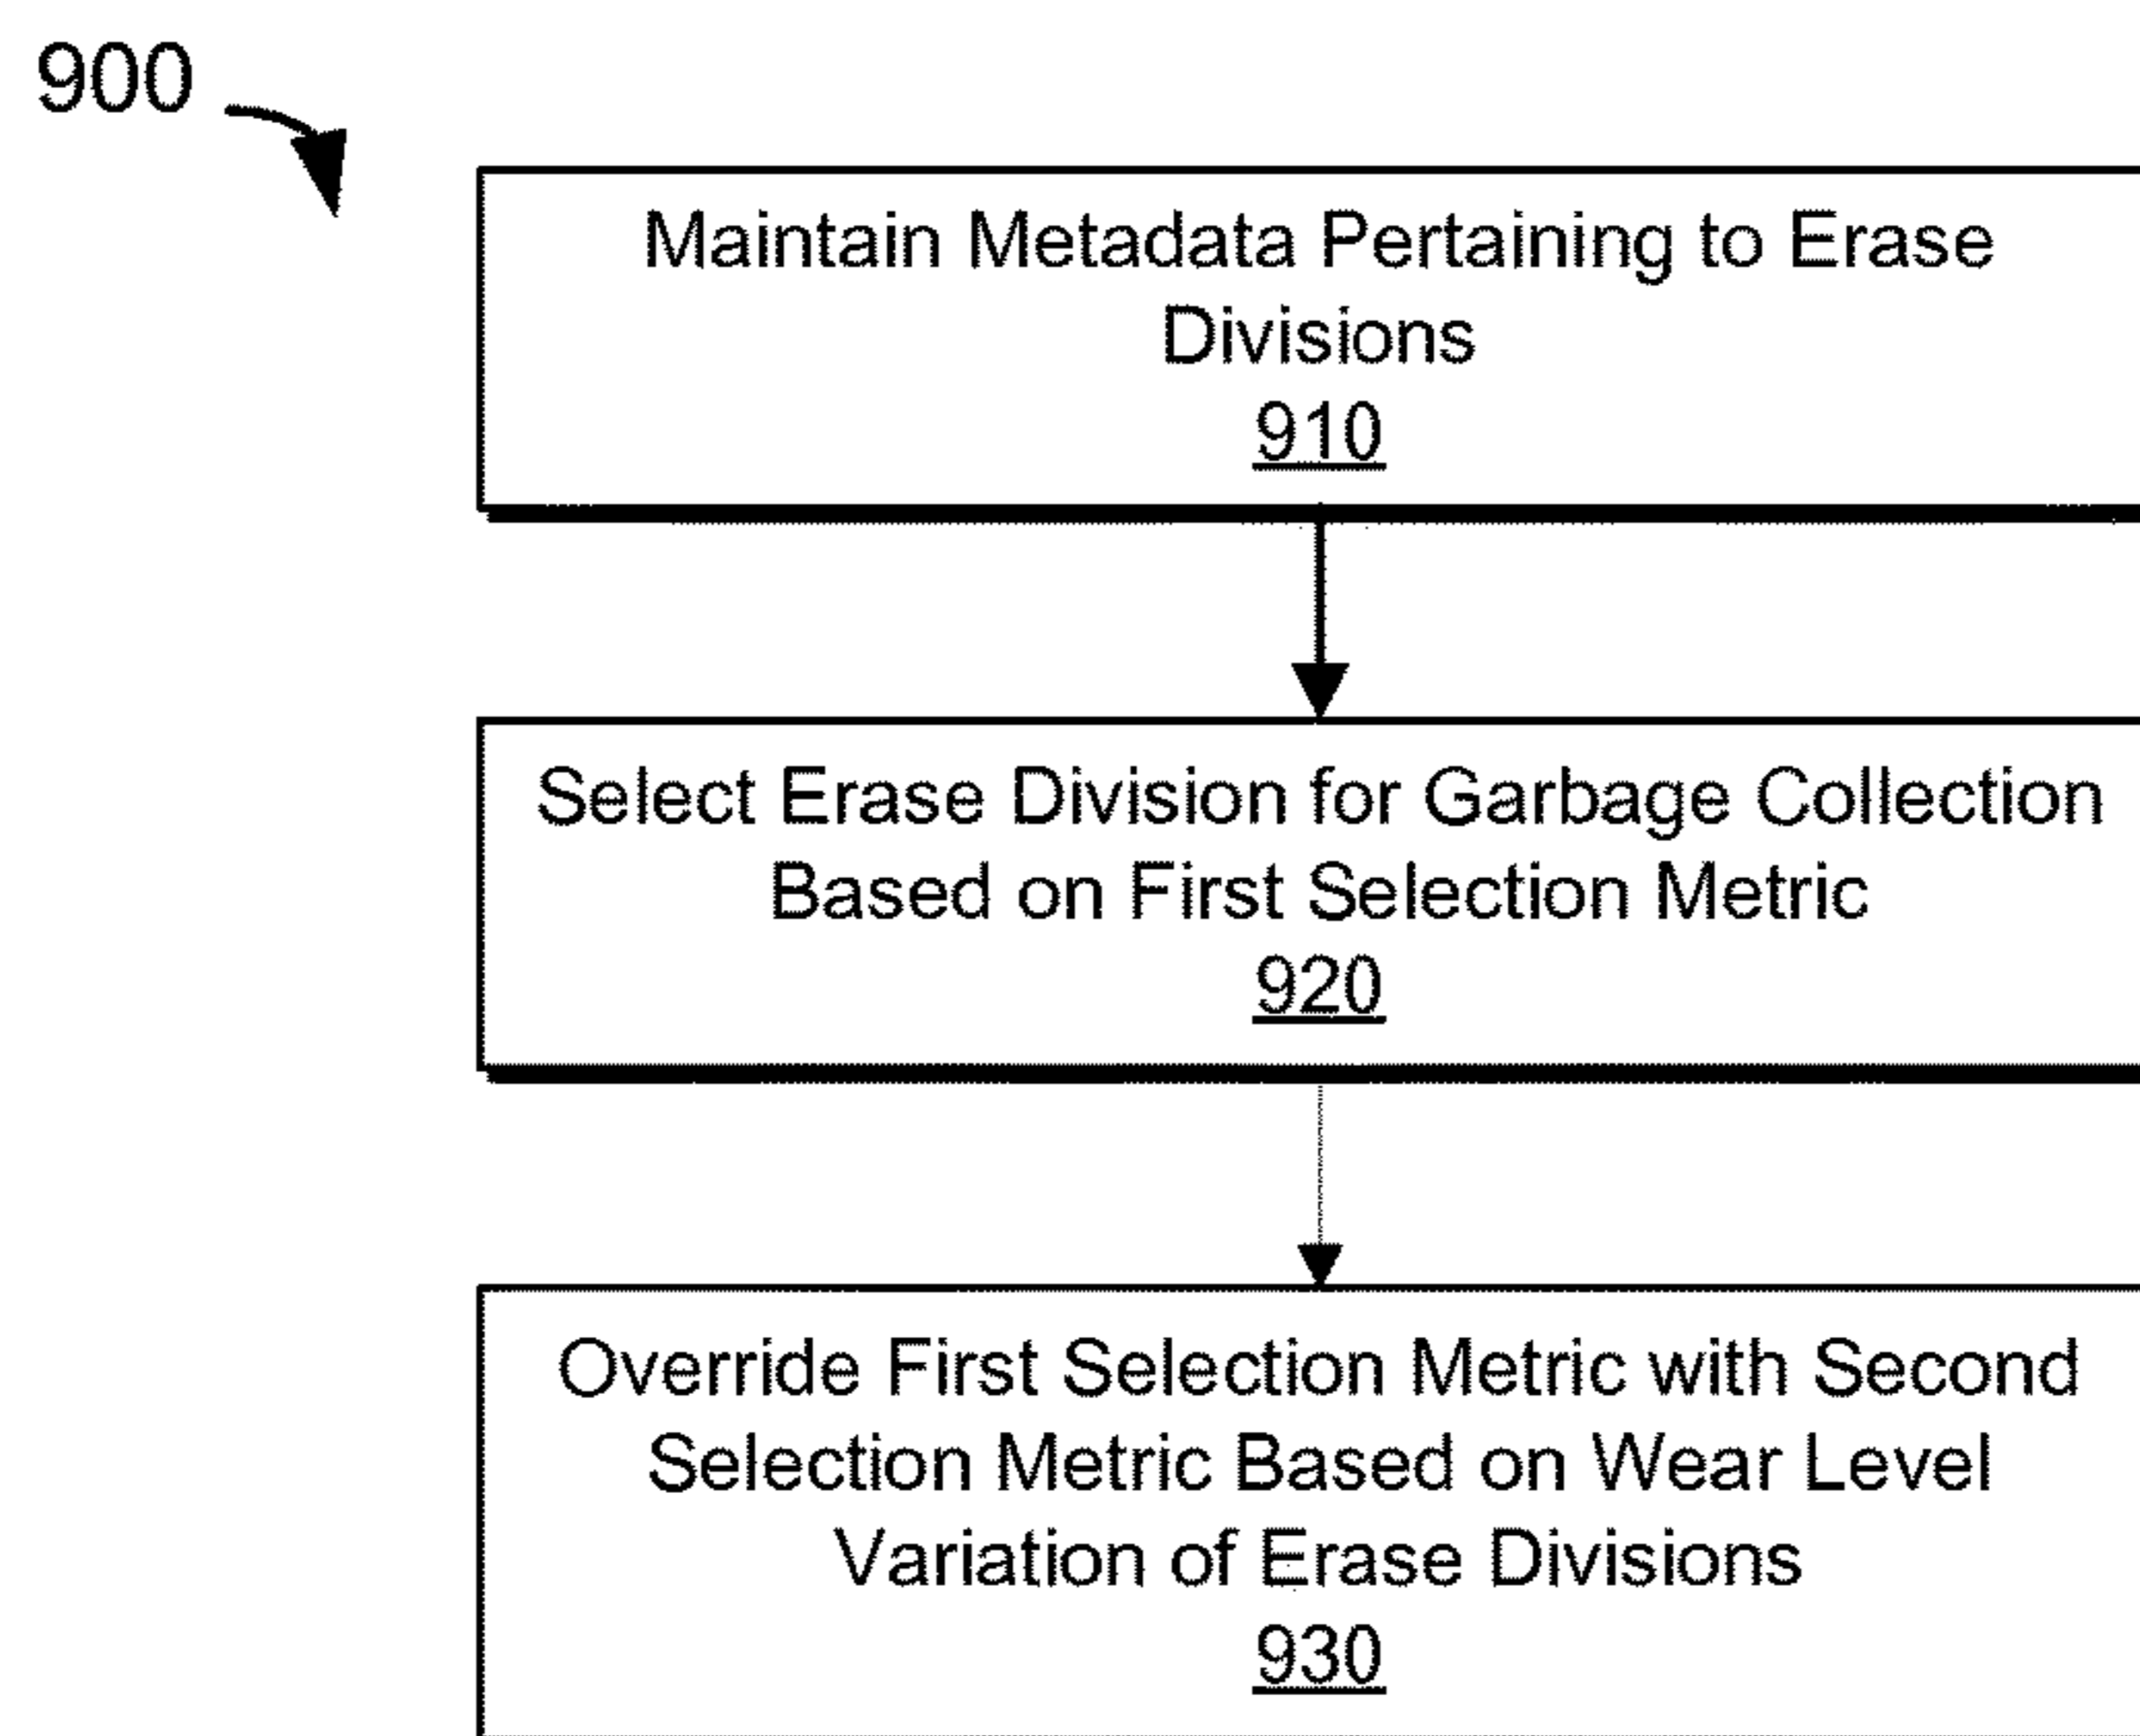 900
Maintain Metadata Pertaining to Erase
Divisions
910
Select Erase Division for Garbage Collection
Based on First Selection Metric
920
Override First Selection Metric with Second
Selection Metric Based on Wear Level
Variation of Erase Divisions
930